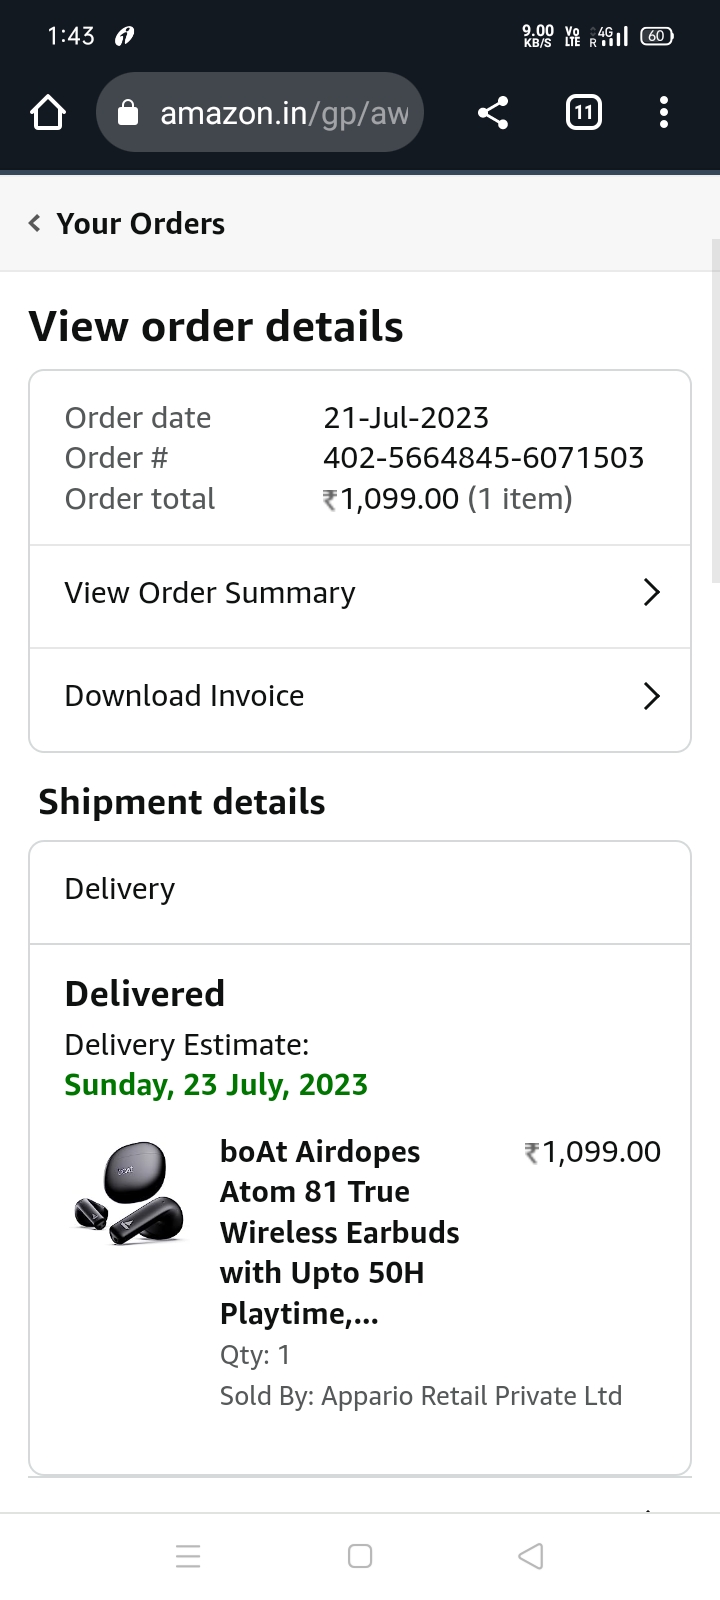 1:43
9.00 KB/S Vo LTE R 4G 60
amazon.in/gp/aw
11
Your Orders
View order details
Order date 21-Jul-2023
Order # 402-5664845-6071503
Order total ₹1,099.00 (1 item)
View Order Summary
Download Invoice
Shipment details
Delivery
Delivered
Delivery Estimate:
Sunday, 23 July, 2023
boAt Airdopes ₹1,099.00
Atom 81 True
Wireless Earbuds
with Upto 50H
Playtime,...
Qty: 1
Sold By: Appario Retail Private Ltd